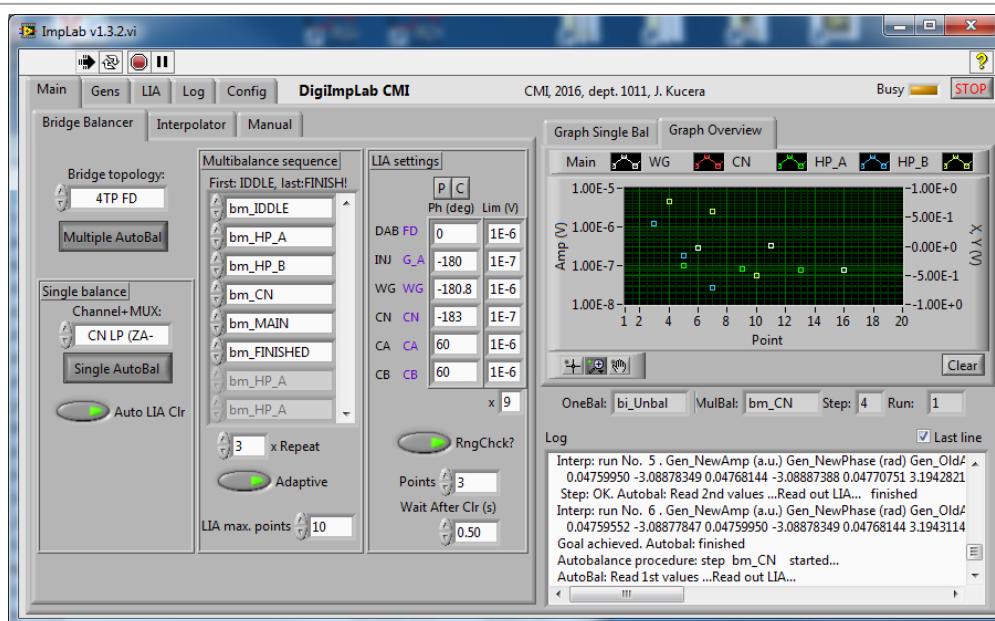 ImpLab v1.3.2.vi
Main Gens LIA Log Config DigiImpLab CMI CMI, 2016, dept. 1011, J. Kucera Busy STOP
Bridge Balancer Interpolator Manual
Bridge topology:
4TP FD
Multiple AutoBal
Single balance
Channel+MUX:
CN LP (ZA-
Single AutoBal
Auto LIA Clr
Multibalance sequence
First: IDDLE, last:FINISH!
bm_IDDLE
bm_HP_A
bm_HP_B
bm_CN
bm_MAIN
bm_FINISHED
bm_HP_A
bm_HP_A
3 x Repeat
Adaptive
LIA max. points 10
LIA settings
P C
Ph (deg) Lim (V)
DAB FD 0 1E-6
INJ G_A -180 1E-7
WG WG -180.8 1E-6
CN CN -183 1E-7
CA CA 60 1E-6
CB CB 60 1E-6
x 9
RngChck?
Points 3
Wait After Clr (s)
0.50
Graph Single Bal Graph Overview
Main WG CN HP_A HP_B
1.00E-5 -1.00E+0
1.00E-6 -5.00E-1
1.00E-7 -0.00E+0
1.00E-8 --5.00E-1
--1.00E+0
Amp (V)
X, Y (V)
1 2 4 6 8 10 12 14 16 18 20
Point
Clear
OneBal: bi_Unbal MulBal: bm_CN Step: 4 Run: 1
Log Last line
Interp: run No. 5 . Gen_NewAmp (a.u.) Gen_NewPhase (rad) Gen_OldA
0.04759950 -3.08878349 0.04768144 -3.08887388 0.04770751 3.1942821
Step: OK. Autobal: Read 2nd values ...Read out LIA... finished
Interp: run No. 6 . Gen_NewAmp (a.u.) Gen_NewPhase (rad) Gen_OldA
0.04759552 -3.08877847 0.04759950 -3.08878349 0.04768144 3.1943114
Goal achieved. Autobal: finished
Autobalance procedure: step bm_CN started...
AutoBal: Read 1st values ...Read out LIA...